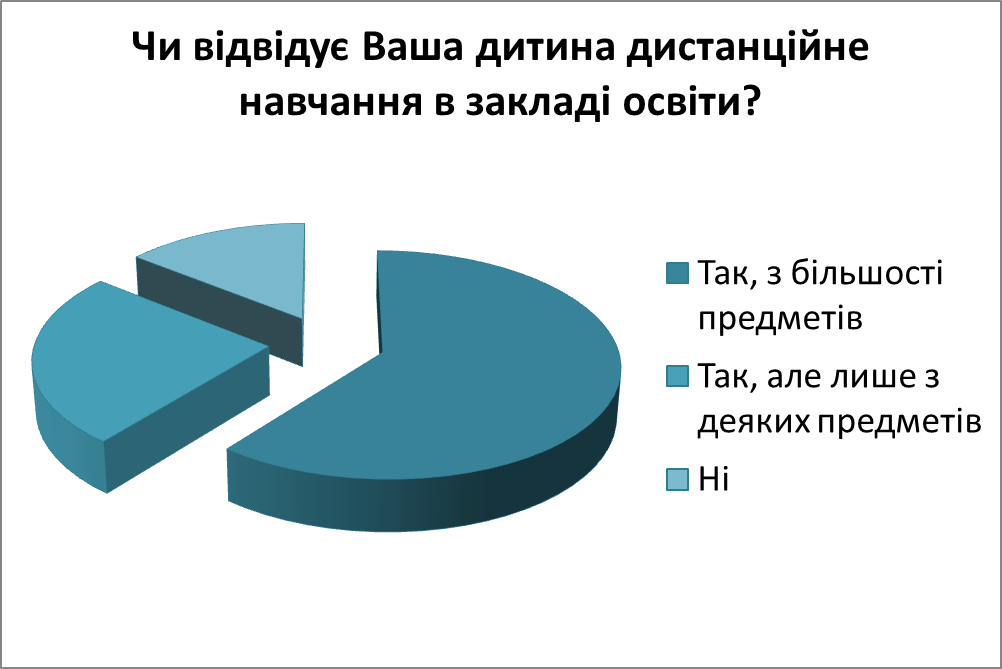 Чи відвідує Ваша дитина дистанційне
навчання в закладі освіти?
Так, з більшості
предметів
Так, але лише з
деяких предметів
Ні